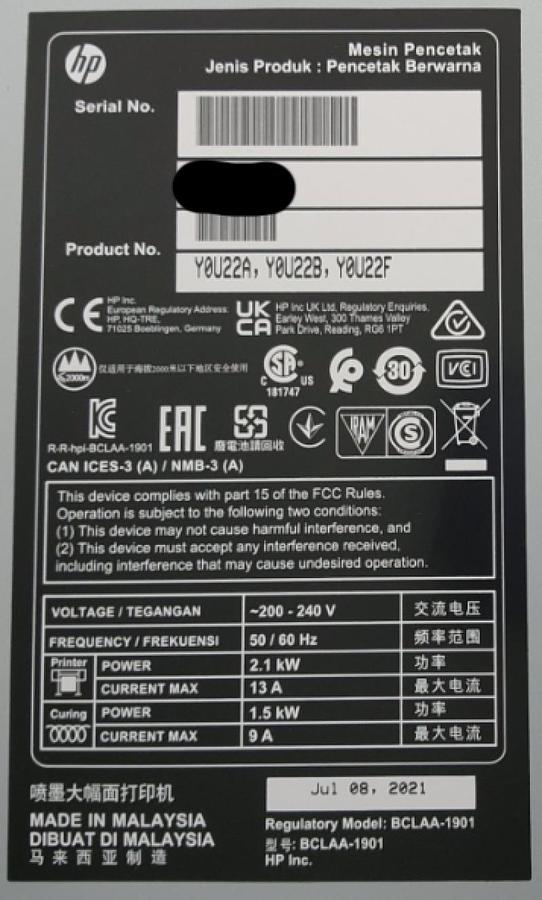 hp
Mesin Pencetak
Jenis Produk : Pencetak Berwarna
Serial No.
Product No.
Y0U22A, Y0U22B, Y0U22F
CE
HP Inc.
European Regulatory Address:
HP, HQ-TRE,
71025 Boeblingen, Germany
UK
CA
HP Inc UK Ltd, Regulatory Enquiries,
Earley West, 300 Thames Valley
Park Drive, Reading, RG6 1PT
2000m
仅适用于海拔2000米以下地区安全使用
C US
181747
30
VCI
R-R-hpi-BCLAA-1901
EAC
廢電池請回收
IRAM
S
CAN ICES-3 (A) / NMB-3 (A)
This device complies with part 15 of the FCC Rules.
Operation is subject to the following two conditions:
(1) This device may not cause harmful interference, and
(2) This device must accept any interference received,
including interference that may cause undesired operation.
VOLTAGE / TEGANGAN ~200 - 240 V 交流电压
FREQUENCY / FREKUENSI 50 / 60 Hz 频率范围
Printer POWER 2.1 kW 功率
CURRENT MAX 13 A 最大电流
Curing POWER 1.5 kW 功率
CURRENT MAX 9 A 最大电流
喷墨大幅面打印机
MADE IN MALAYSIA
DIBUAT DI MALAYSIA
马来西亚制造
Jul 08, 2021
Regulatory Model: BCLAA-1901
型号: BCLAA-1901
HP Inc.